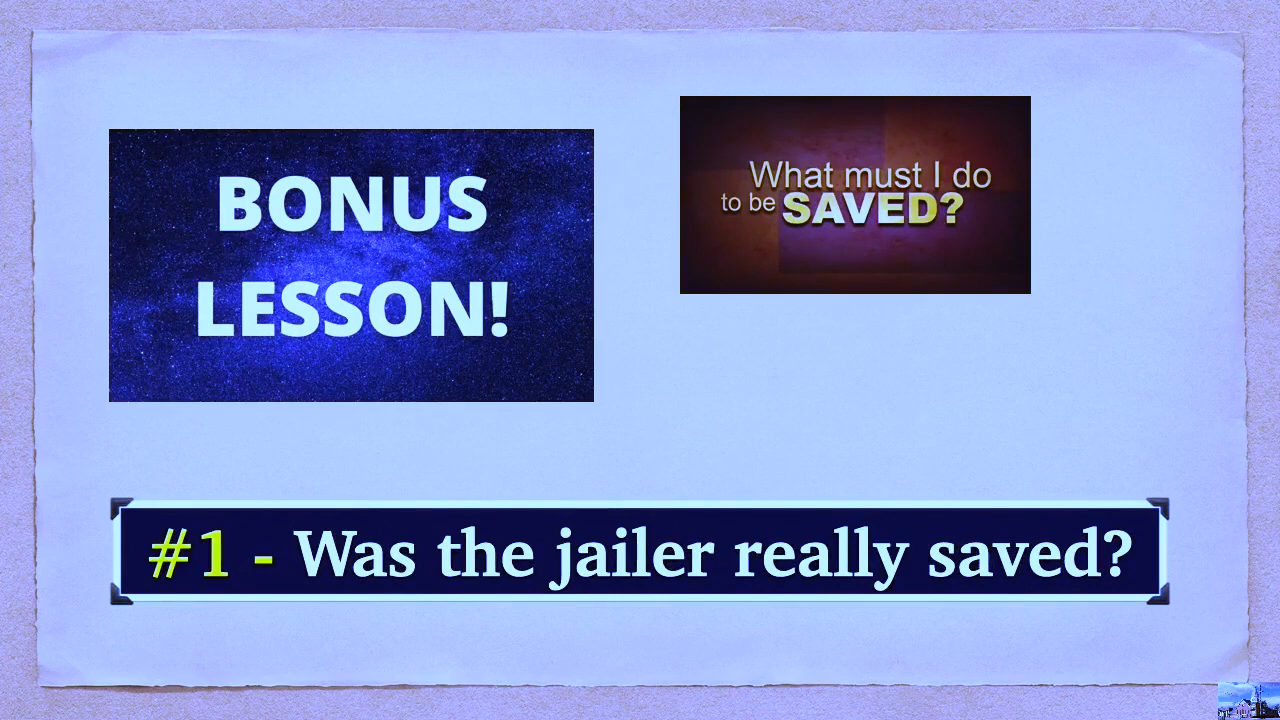 BONUS
LESSON!
What must I do
to be SAVED?
#1 - Was the jailer really saved?